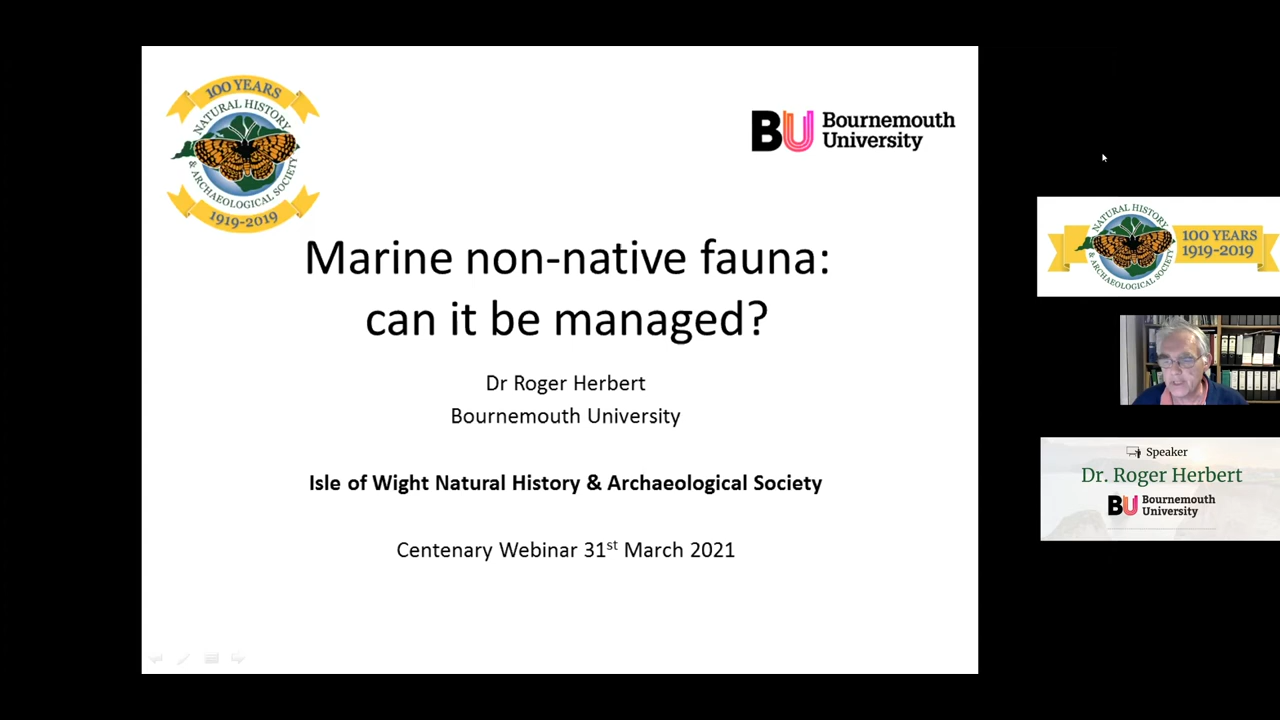 100 YEARS
NATURAL HISTORY
& ARCHAEOLOGICAL SOCIETY
1919-2019
BU Bournemouth
University
Marine non-native fauna:
can it be managed?
Dr Roger Herbert
Bournemouth University
Isle of Wight Natural History & Archaeological Society
Centenary Webinar 31st March 2021
NATURAL HISTORY
& ARCHAEOLOGICAL SOCIETY
100 YEARS
1919-2019
Speaker
Dr. Roger Herbert
BU Bournemouth
University